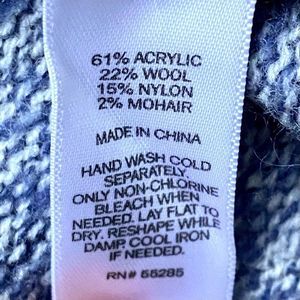 61% ACRYLIC
22% WOOL
15% NYLON
2% MOHAIR
MADE IN CHINA
HAND WASH COLD
SEPARATELY.
ONLY NON-CHLORINE
BLEACH WHEN
NEEDED. LAY FLAT TO
DRY. RESHAPE WHILE
DAMP. COOL IRON
IF NEEDED.
RN# 55285